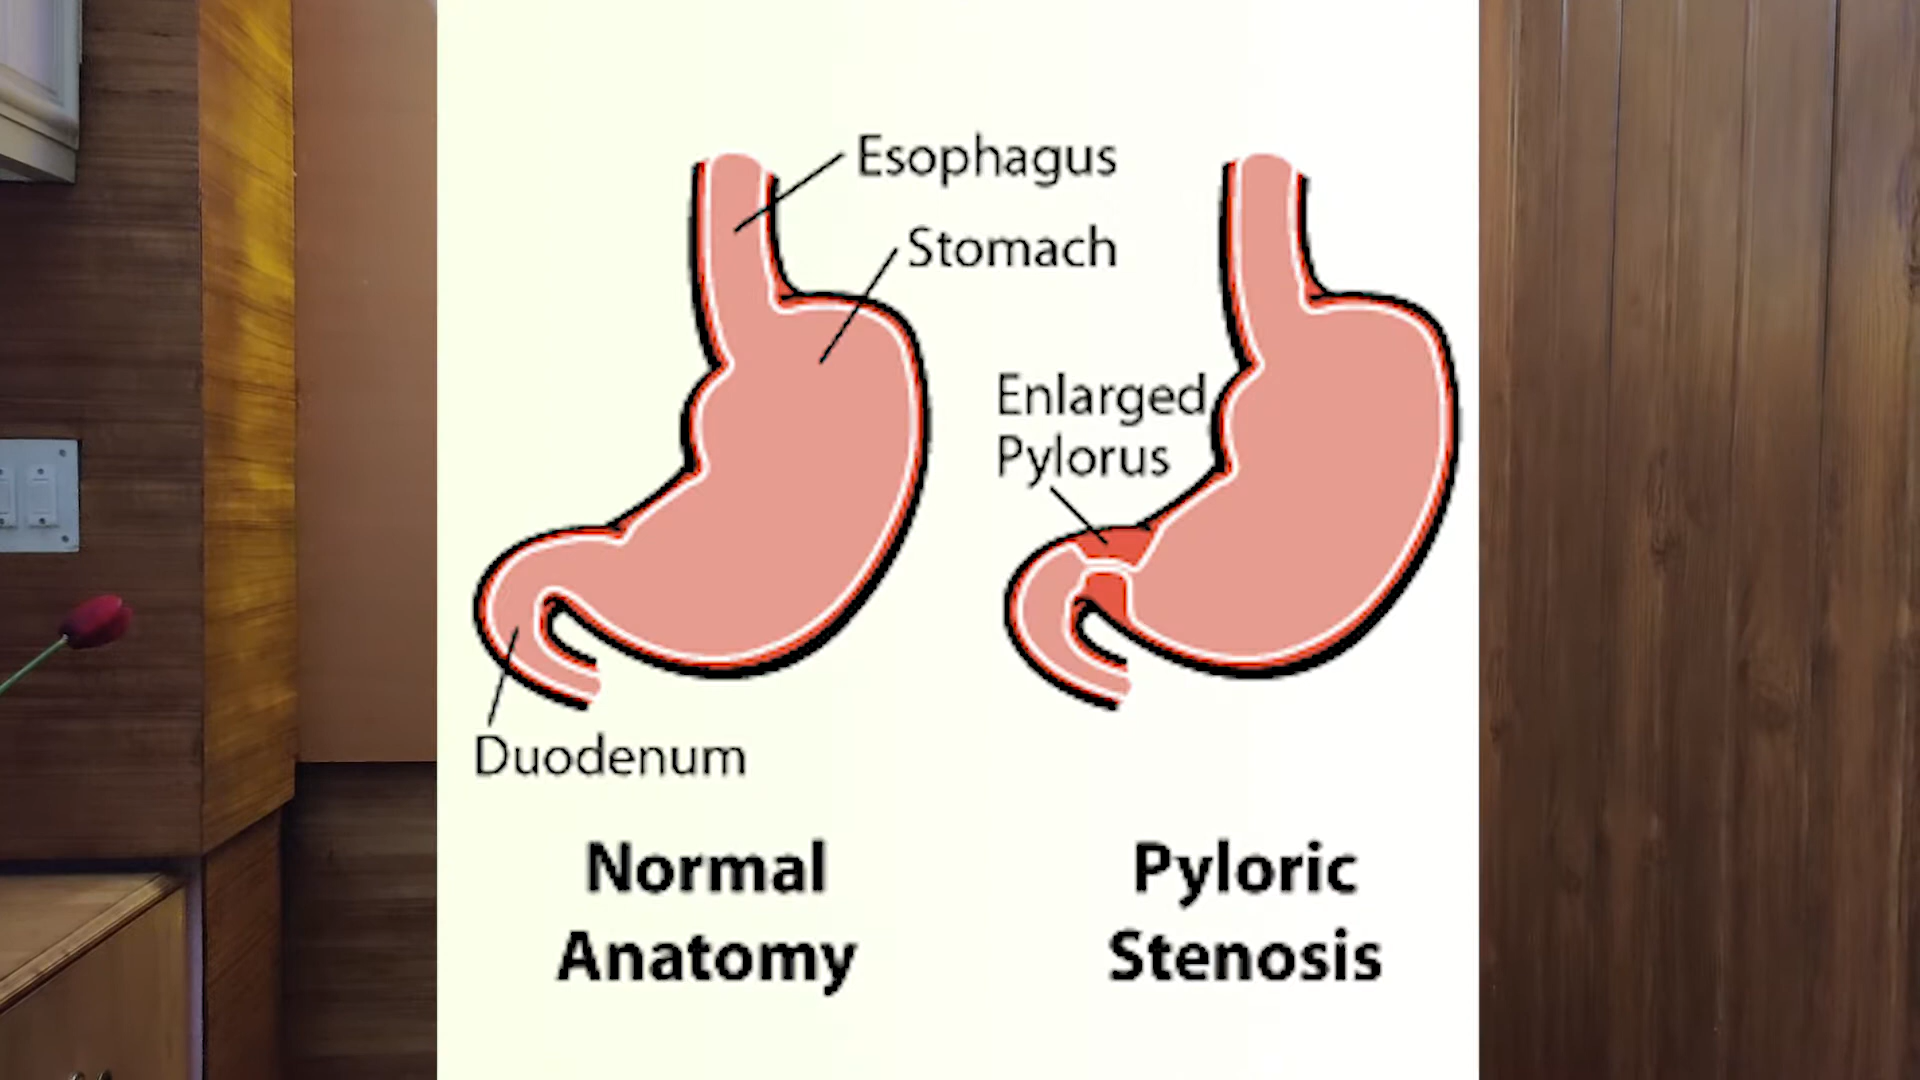 Esophagus
Stomach
Enlarged
Pylorus
Duodenum
Normal
Anatomy
Pyloric
Stenosis